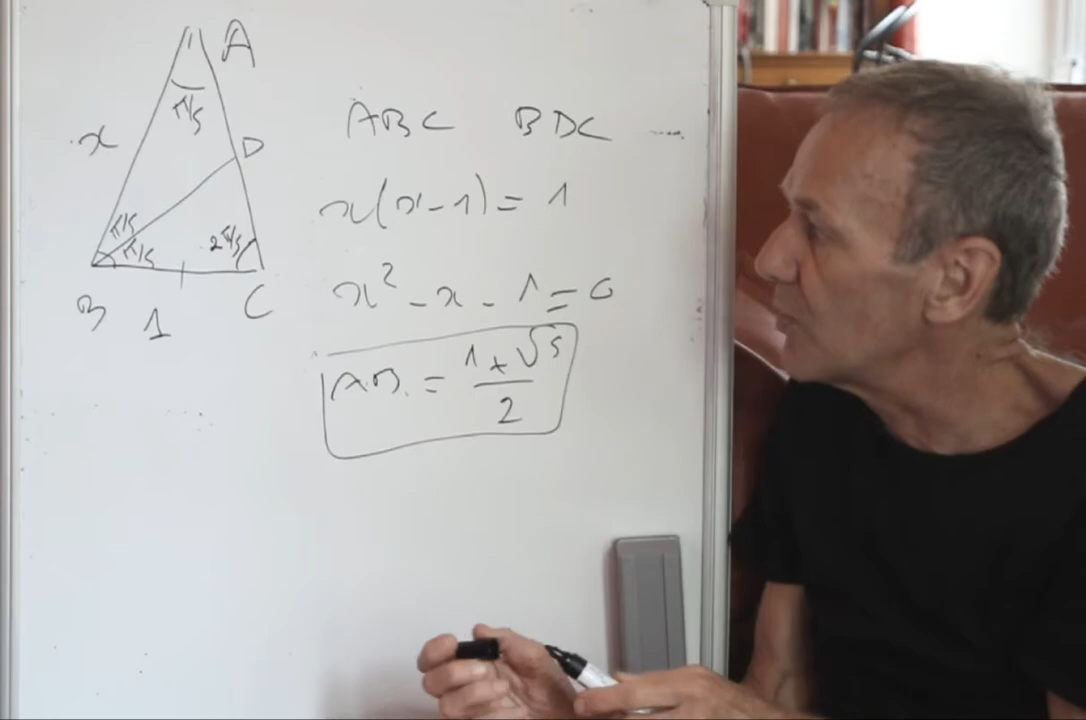 A
π/5
x
D
π/5
π/5
2π/5
B 1 C
ABC BDC
x(x-1) = 1
x² - x - 1 = 0
AB = (1+√5)/2